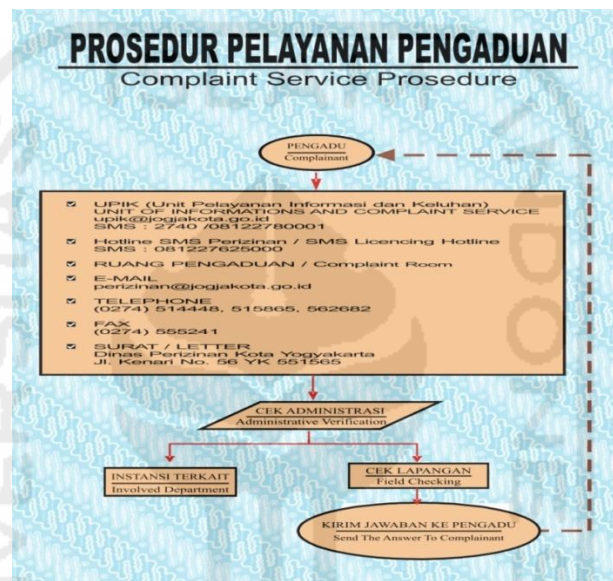 PROSEDUR PELAYANAN PENGADUAN
Complaint Service Prosedure
PENGADU
Complainant
UPIK (Unit Pelayanan Informasi dan Keluhan)
UNIT OF INFORMATIONS AND COMPLAINT SERVICE
upik@jogjakota.go.id
SMS : 2740 /08122780001
Hotline SMS Perizinan / SMS Licencing Hotline
SMS : 081227625000
RUANG PENGADUAN / Complaint Room
E-MAIL
perizinan@jogjakota.go.id
TELEPHONE
(0274) 514448, 515865, 562682
FAX
(0274) 555241
SURAT / LETTER
Dinas Perizinan Kota Yogyakarta
Jl. Kenari No. 56 YK 551565
CEK ADMINISTRASI
Administrative Verification
INSTANSI TERKAIT
Involved Department
CEK LAPANGAN
Field Checking
KIRIM JAWABAN KE PENGADU
Send The Answer To Complainant